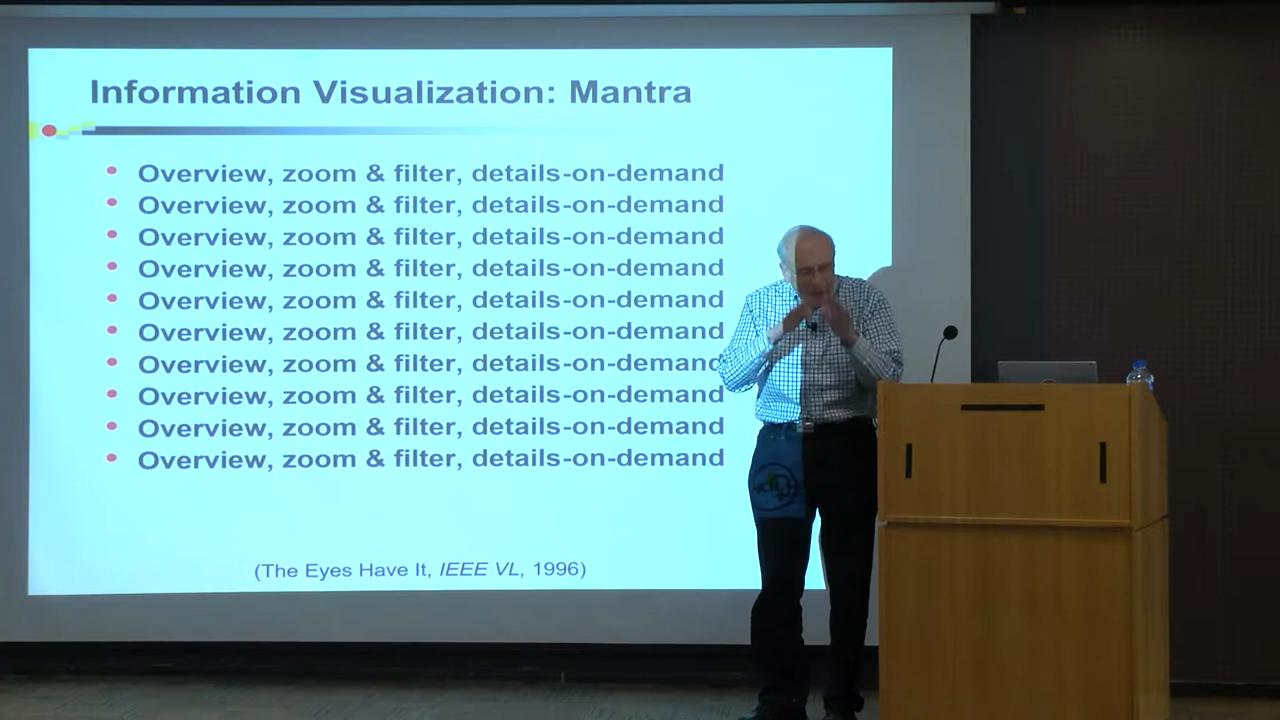 Information Visualization: Mantra
Overview, zoom & filter, details-on-demand
Overview, zoom & filter, details-on-demand
Overview, zoom & filter, details-on-demand
Overview, zoom & filter, details-on-demand
Overview, zoom & filter, details-on-demand
Overview, zoom & filter, details-on-demand
Overview, zoom & filter, details-on-demand
Overview, zoom & filter, details-on-demand
Overview, zoom & filter, details-on-demand
Overview, zoom & filter, details-on-demand
(The Eyes Have It, IEEE VL, 1996)